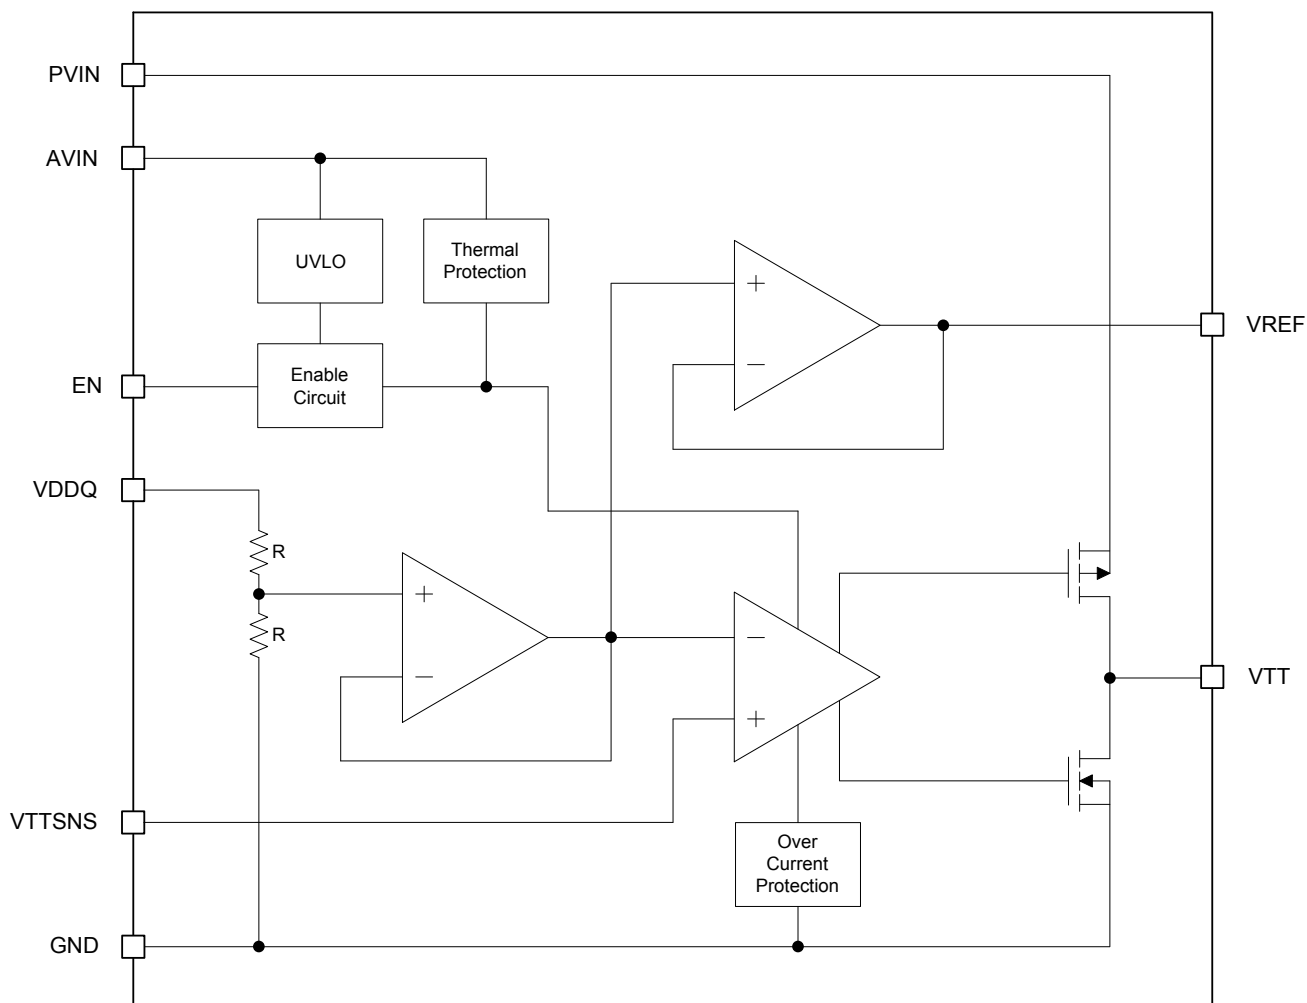 PVIN
AVIN
UVLO
Thermal
Protection
+
−
VREF
EN
Enable
Circuit
VDDQ
R
R
+
−
−
+
VTT
VTTSNS
Over
Current
Protection
GND